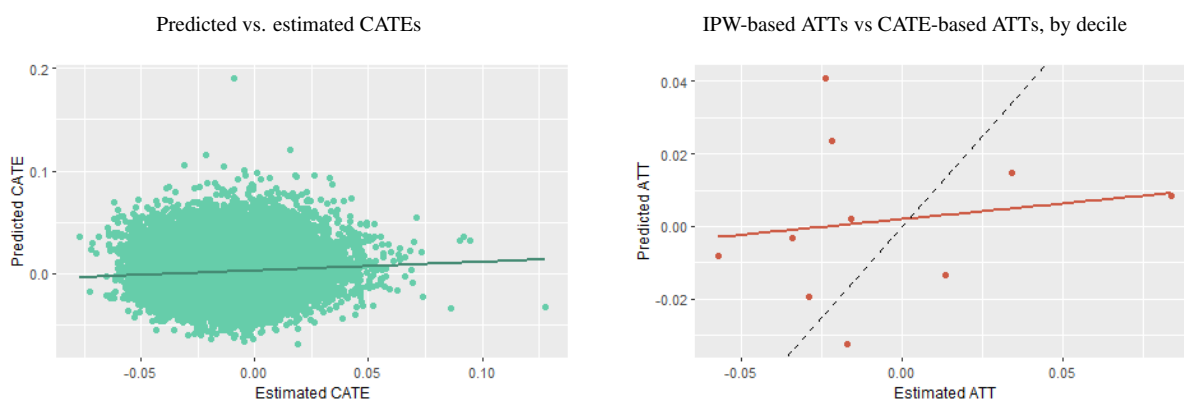 Predicted vs. estimated CATEs
0.2
0.1
0.0
Predicted CATE
-0.05
0.00
0.05
0.10
Estimated CATE
IPW-based ATTs vs CATE-based ATTs, by decile
0.04
0.02
0.00
-0.02
Predicted ATT
-0.05
0.00
0.05
Estimated ATT